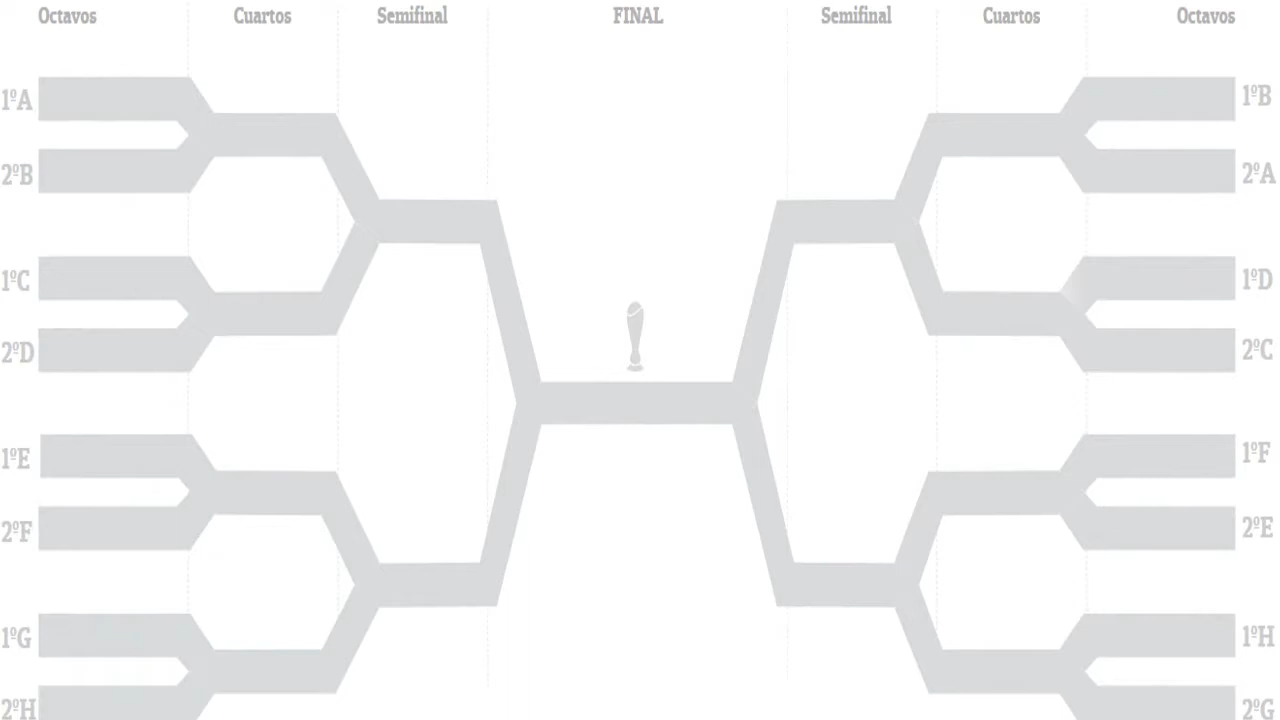 Octavos Cuartos Semifinal FINAL Semifinal Cuartos Octavos
1ºA 1ºB
2ºB 2ºA
1ºC 1ºD
2ºD 2ºC
1ºE 1ºF
2ºF 2ºE
1ºG 1ºH
2ºH 2ºG